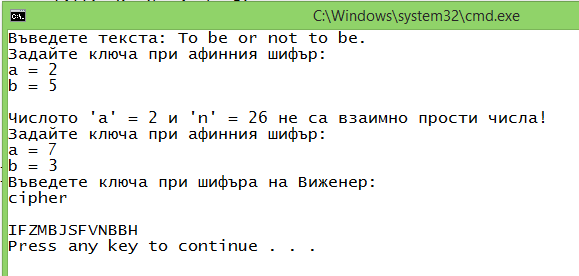 C:\Windows\system32\cmd.exe
Въведете текста: To be or not to be.
Задайте ключа при афинния шифър:
a = 2
b = 5
Числото 'a' = 2 и 'n' = 26 не са взаимно прости числа!
Задайте ключа при афинния шифър:
a = 7
b = 3
Въведете ключа при шифъра на Виженер:
cipher
IFZMBJSFVNBBH
Press any key to continue . . .